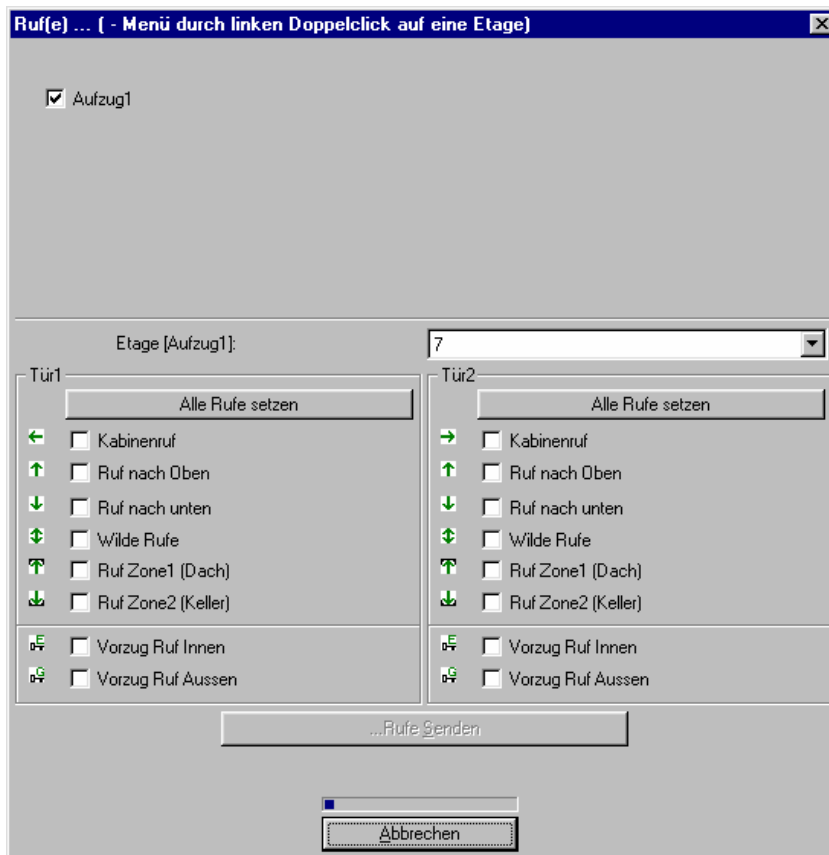 Ruf(e) ... ( - Menü durch linken Doppelclick auf eine Etage)
Aufzug1
Etage [Aufzug1]:
7
Tür1
Alle Rufe setzen
Kabinenruf
Ruf nach Oben
Ruf nach unten
Wilde Rufe
Ruf Zone1 (Dach)
Ruf Zone2 (Keller)
E
Vorzug Ruf Innen
G
Vorzug Ruf Aussen
Tür2
Alle Rufe setzen
Kabinenruf
Ruf nach Oben
Ruf nach unten
Wilde Rufe
Ruf Zone1 (Dach)
Ruf Zone2 (Keller)
E
Vorzug Ruf Innen
G
Vorzug Ruf Aussen
...Rufe Senden
Abbrechen